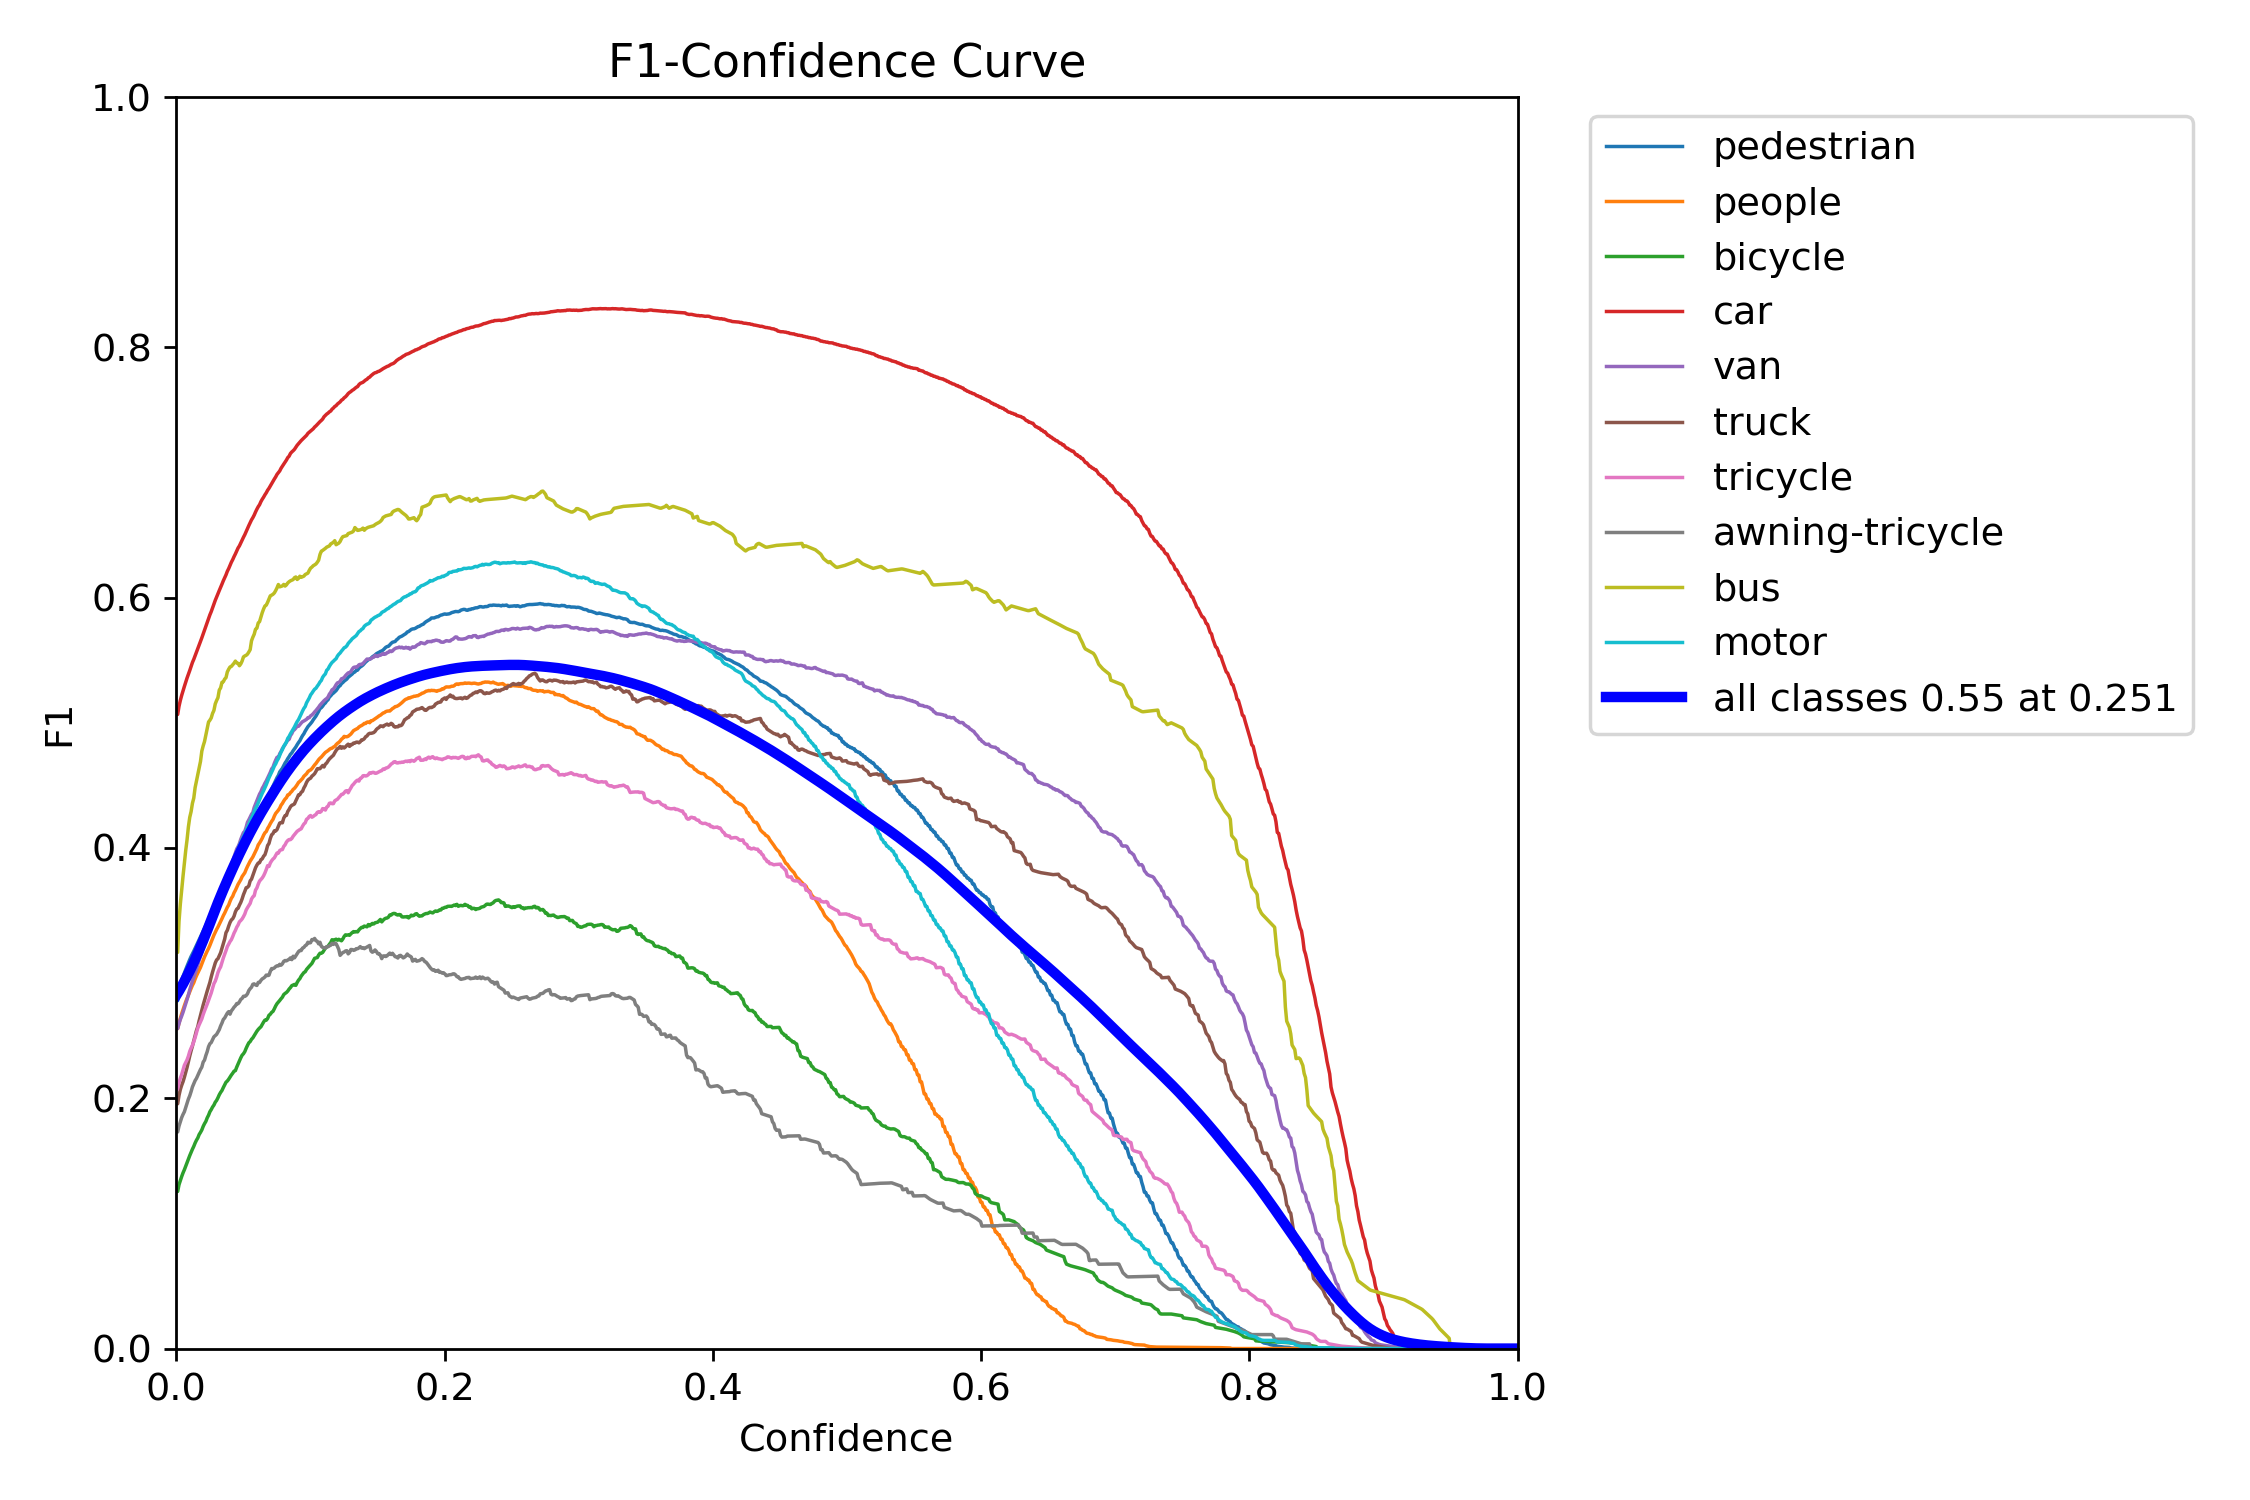 F1-Confidence Curve
1.0
0.8
0.6
0.4
0.2
0.0
F1
0.0 0.2 0.4 0.6 0.8 1.0
Confidence
pedestrian
people
bicycle
car
van
truck
tricycle
awning-tricycle
bus
motor
all classes 0.55 at 0.251